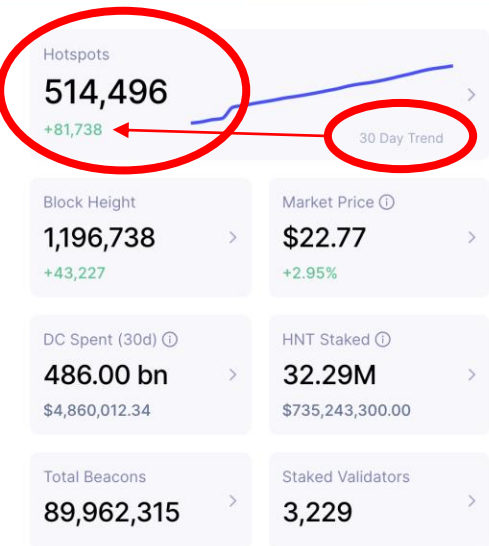 Hotspots
514,496
+81,738
30 Day Trend
Block Height
1,196,738
+43,227
Market Price
$22.77
+2.95%
DC Spent (30d)
486.00 bn
$4,860,012.34
HNT Staked
32.29M
$735,243,300.00
Total Beacons
89,962,315
Staked Validators
3,229